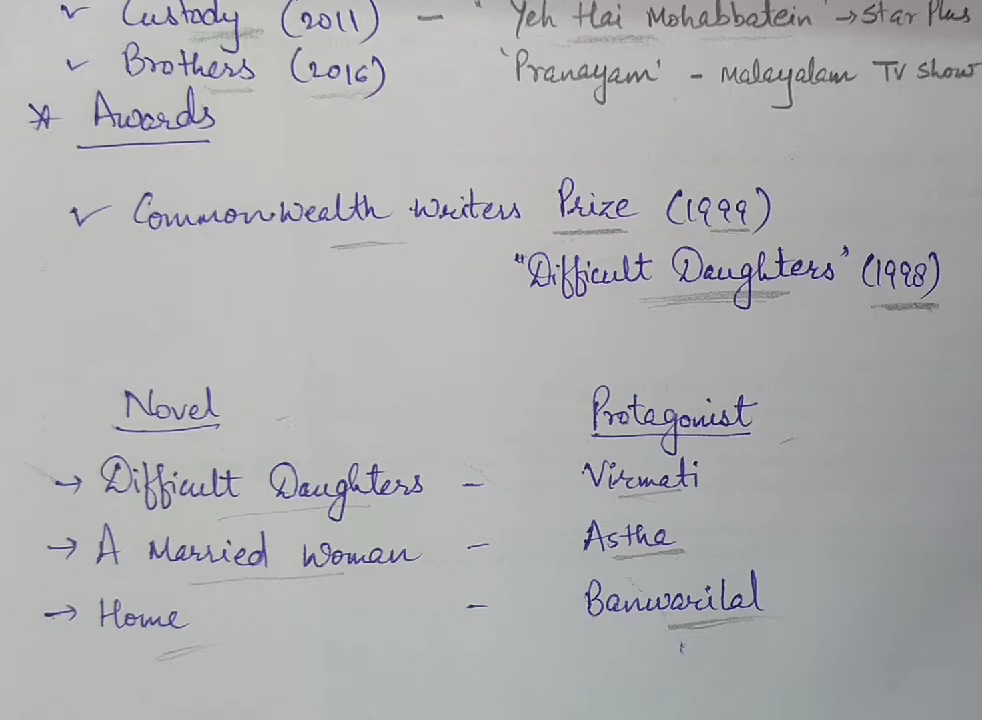 ✓ Custody (2011) - "Yeh Hai Mohabbatein → Star Plus
✓ Brothers (2016) 'Pranayam' - Malayalam TV show
* Awards
✓ Commonwealth writers Prize (1999)
"Difficult Daughters" (1998)
Novel Protagonist
→ Difficult Daughters - Virmati
→ A Married Woman - Astha
→ Home - Banwarilal